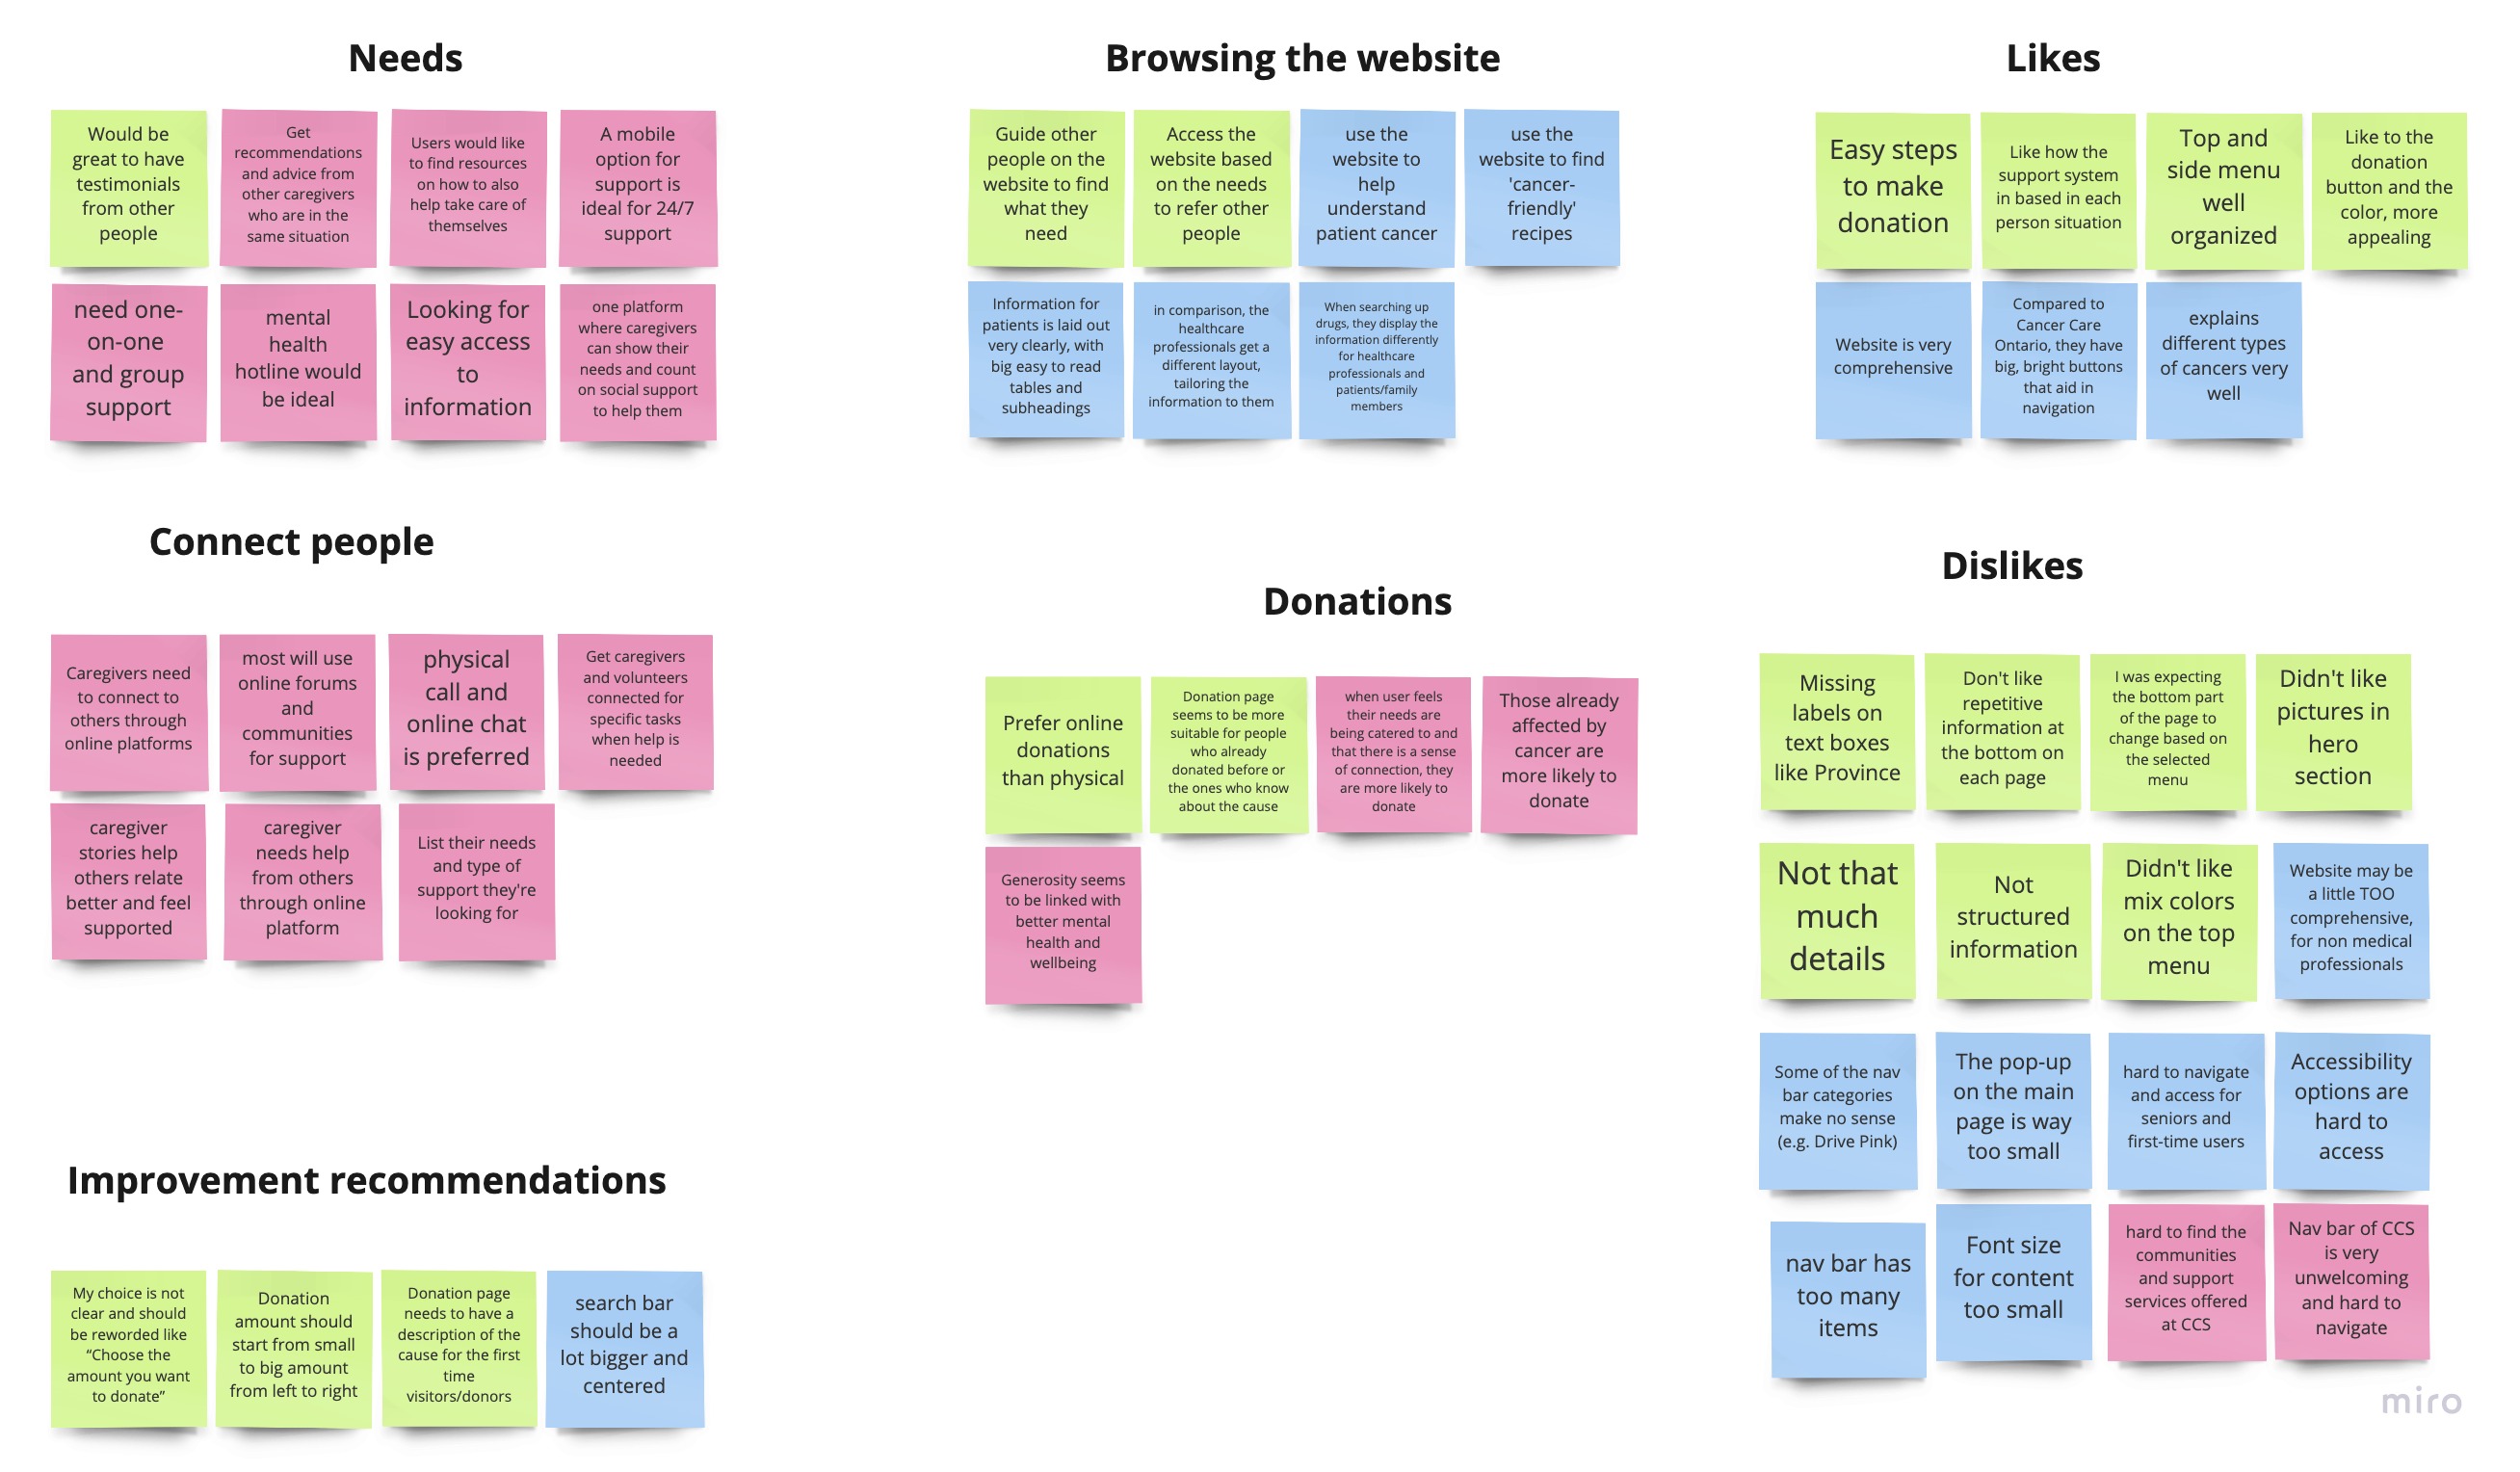 Needs
Would be
great to have
testimonials
from other
people
Get
recommendations
and advice from
other caregivers
who are in the
same situation
Users would like
to find resources
on how to also
help take care of
themselves
A mobile
option for
support is
ideal for 24/7
support
need one-
on-one
and group
support
mental
health
hotline would
be ideal
Looking for
easy access
to
information
one platform
where caregivers
can show their
needs and count
on social support
to help them
Browsing the website
Guide other
people on the
website to find
what they
need
Access the
website based
on the needs
to refer other
people
use the
website to
help
understand
patient cancer
use the
website to find
'cancer-
friendly'
recipes
Information for
patients is laid out
very clearly, with
big easy to read
tables and
subheadings
in comparison, the
healthcare
professionals get a
different layout,
tailoring the
information to them
When searching up
drugs, they display the
information differently
for healthcare
professionals and
patients/family
members
Likes
Easy steps
to make
donation
Like how the
support system
in based in each
person situation
Top and
side menu
well
organized
Like to the
donation
button and the
color, more
appealing
Website is very
comprehensive
Compared to
Cancer Care
Ontario, they have
big, bright buttons
that aid in
navigation
explains
different types
of cancers very
well
Connect people
Caregivers need
to connect to
others through
online platforms
most will use
online forums
and
communities
for support
physical
call and
online chat
is preferred
Get caregivers
and volunteers
connected for
specific tasks
when help is
needed
caregiver
stories help
others relate
better and feel
supported
caregiver
needs help
from others
through online
platform
List their needs
and type of
support they're
looking for
Donations
Prefer online
donations
than physical
Donation page
seems to be more
suitable for people
who already
donated before or
the ones who know
about the cause
when user feels
their needs are
being catered to and
that there is a sense
of connection, they
are more likely to
donate
Those already
affected by
cancer are
more likely to
donate
Generosity seems
to be linked with
better mental
health and
wellbeing
Dislikes
Missing
labels on
text boxes
like Province
Don't like
repetitive
information at
the bottom on
each page
I was expecting
the bottom part
of the page to
change based on
the selected
menu
Didn't like
pictures in
hero
section
Not that
much
details
Not
structured
information
Didn't like
mix colors
on the top
menu
Website may be
a little TOO
comprehensive,
for non medical
professionals
Some of the nav
bar categories
make no sense
(e.g. Drive Pink)
The pop-up
on the main
page is way
too small
hard to navigate
and access for
seniors and
first-time users
Accessibility
options are
hard to
access
nav bar has
too many
items
Font size
for content
too small
hard to find the
communities
and support
services offered
at CCS
Nav bar of CCS
is very
unwelcoming
and hard to
navigate
Improvement recommendations
My choice is not
clear and should
be reworded like
“Choose the
amount you want
to donate”
Donation
amount should
start from small
to big amount
from left to right
Donation page
needs to have a
description of the
cause for the first
time
visitors/donors
search bar
should be a
lot bigger and
centered
miro